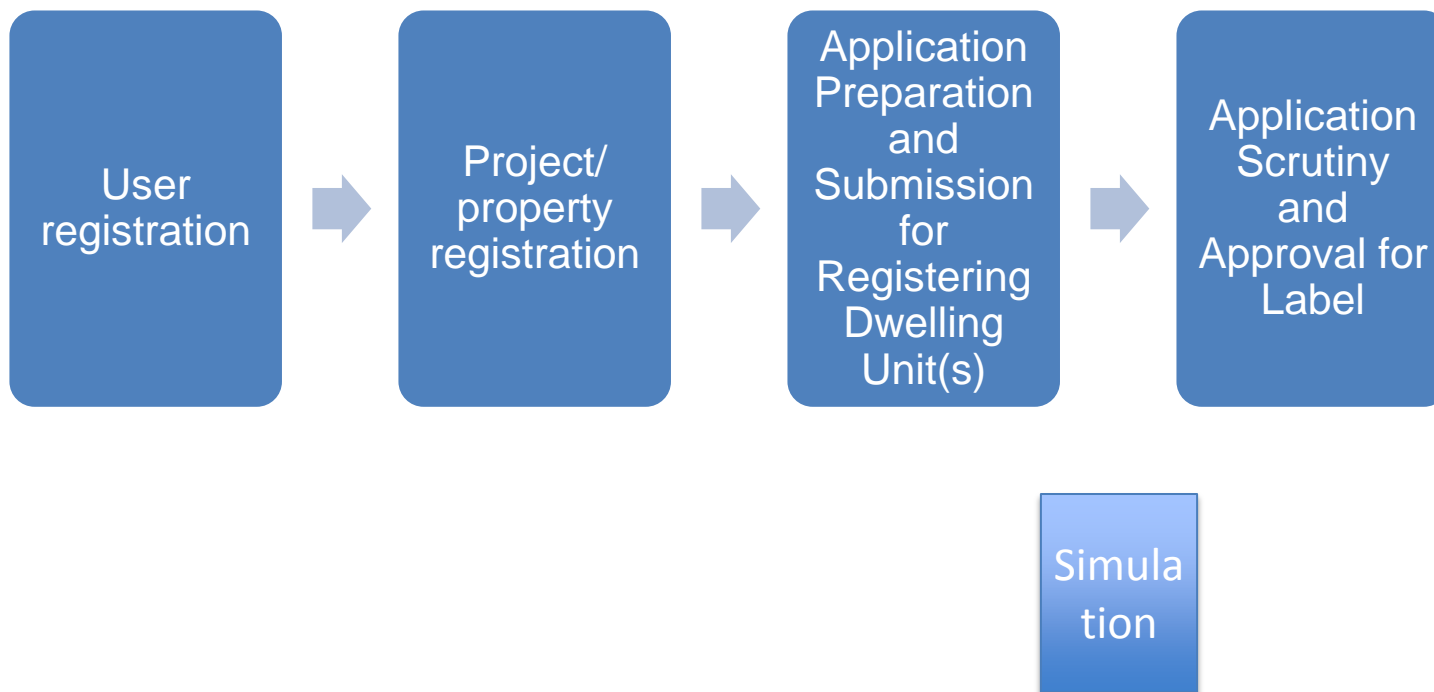 User
registration
Project/
property
registration
Application
Preparation
and
Submission
for
Registering
Dwelling
Unit(s)
Application
Scrutiny
and
Approval for
Label
Simula
tion